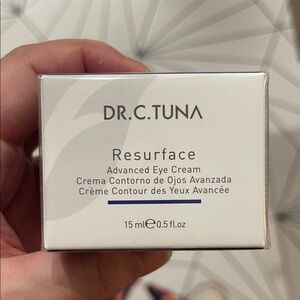 DR.C.TUNA
Resurface
Advanced Eye Cream
Crema Contorno de Ojos Avanzada
Crème Contour des Yeux Avancée
15 ml℮0.5 fl.oz